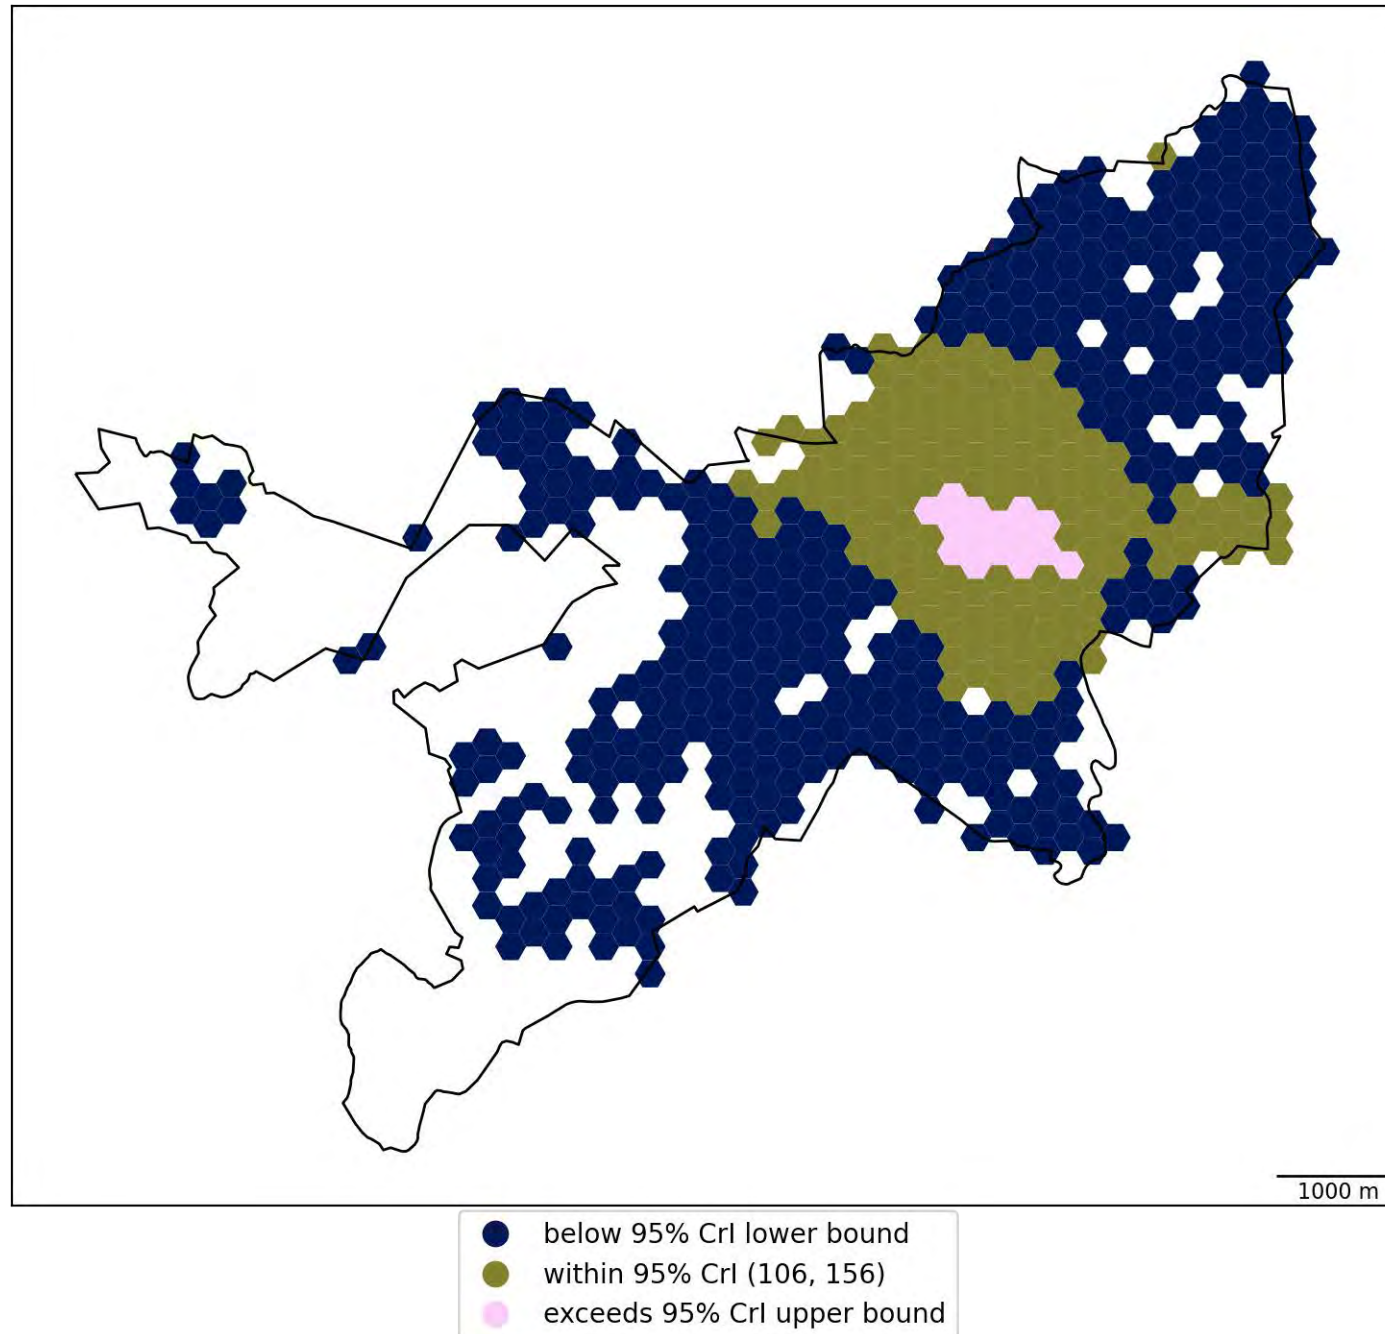 1000 m
below 95% CrI lower bound
within 95% CrI (106, 156)
exceeds 95% CrI upper bound